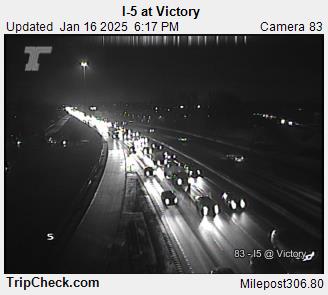 I-5 at Victory
Updated Jan 16 2025 6:17 PM Camera 83
T
S
83 - I5 @ Victory
TripCheck.com Milepost306.80